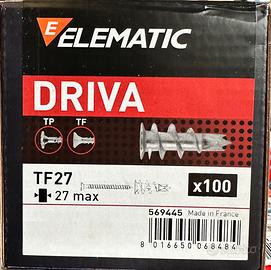 E ELEMATIC
DRIVA
TP TF
TF27
27 max
x100
569445 Made in France
8 016650 068484